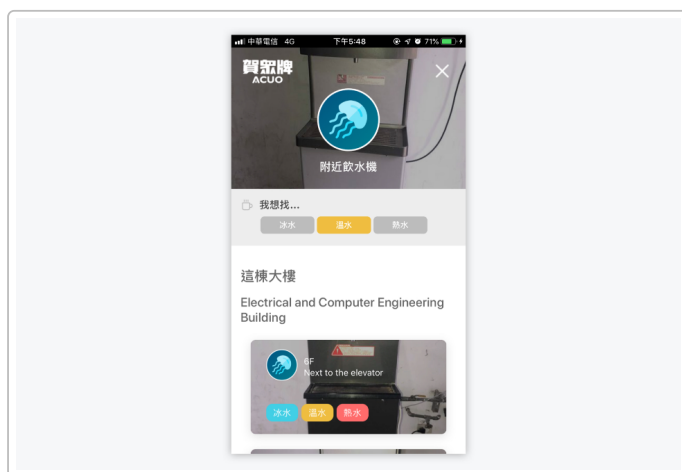 中華電信 4G 下午5:48 71%
賀眾牌
ACUO
附近飲水機
我想找...
冰水 溫水 熱水
這棟大樓
Electrical and Computer Engineering
Building
6F
Next to the elevator
冰水 溫水 熱水